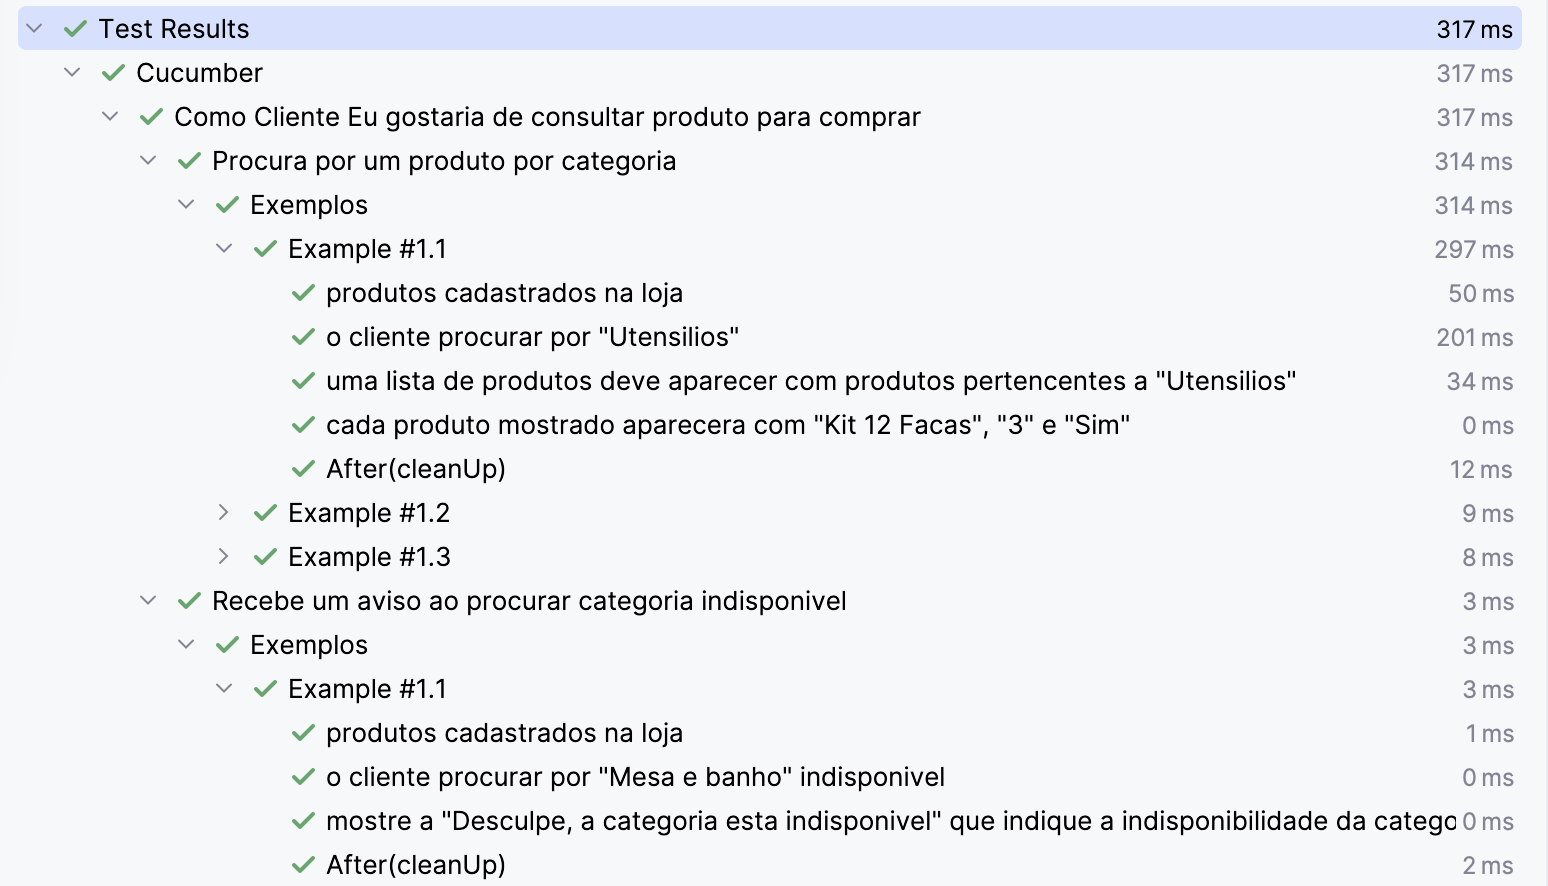 Test Results 317 ms
Cucumber 317 ms
Como Cliente Eu gostaria de consultar produto para comprar 317 ms
Procura por um produto por categoria 314 ms
Exemplos 314 ms
Example #1.1 297 ms
produtos cadastrados na loja 50 ms
o cliente procurar por "Utensilios" 201 ms
uma lista de produtos deve aparecer com produtos pertencentes a "Utensilios" 34 ms
cada produto mostrado aparecera com "Kit 12 Facas", "3" e "Sim" 0 ms
After(cleanUp) 12 ms
Example #1.2 9 ms
Example #1.3 8 ms
Recebe um aviso ao procurar categoria indisponivel 3 ms
Exemplos 3 ms
Example #1.1 3 ms
produtos cadastrados na loja 1 ms
o cliente procurar por "Mesa e banho" indisponivel 0 ms
mostre a "Desculpe, a categoria esta indisponivel" que indique a indisponibilidade da catego 0 ms
After(cleanUp) 2 ms